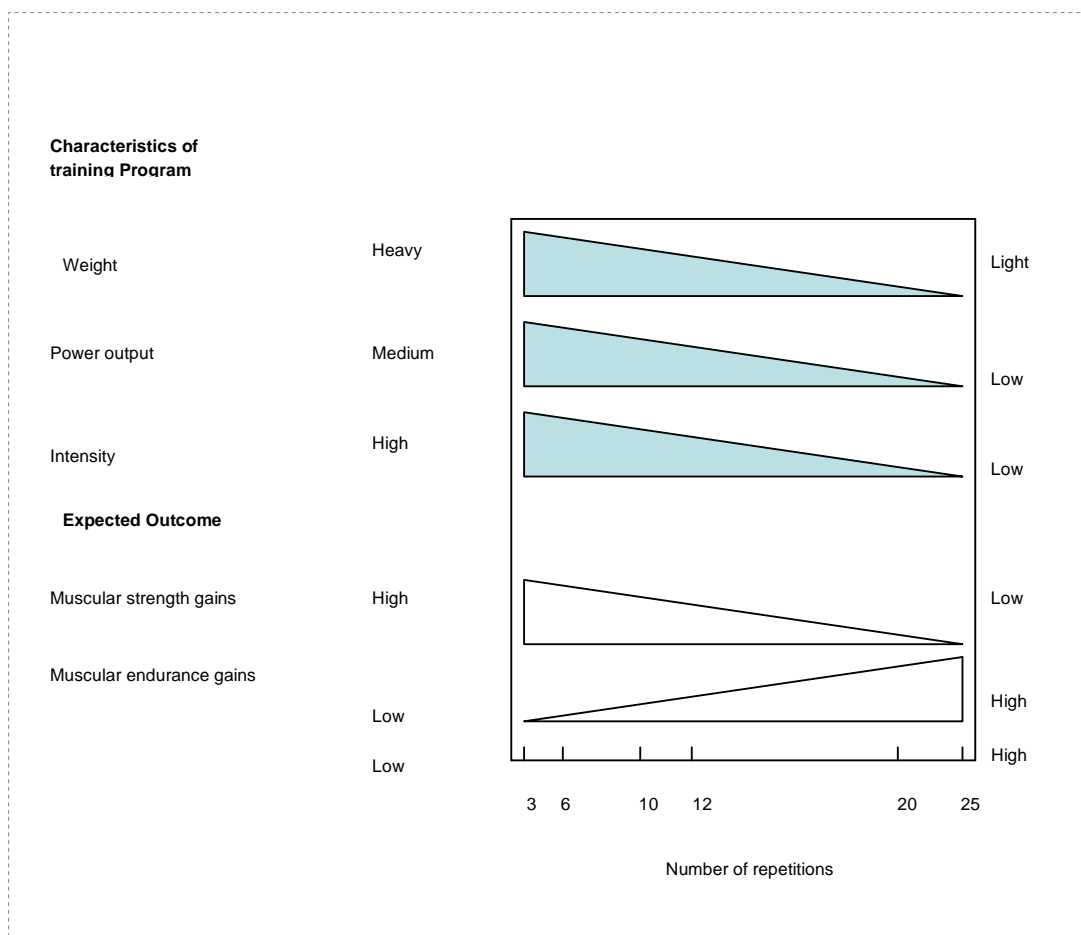 Characteristics of
training Program
Weight Heavy Light
Power output Medium Low
Intensity High Low
Expected Outcome
Muscular strength gains High Low
Muscular endurance gains
Low High
Low High
3 6 10 12 20 25
Number of repetitions